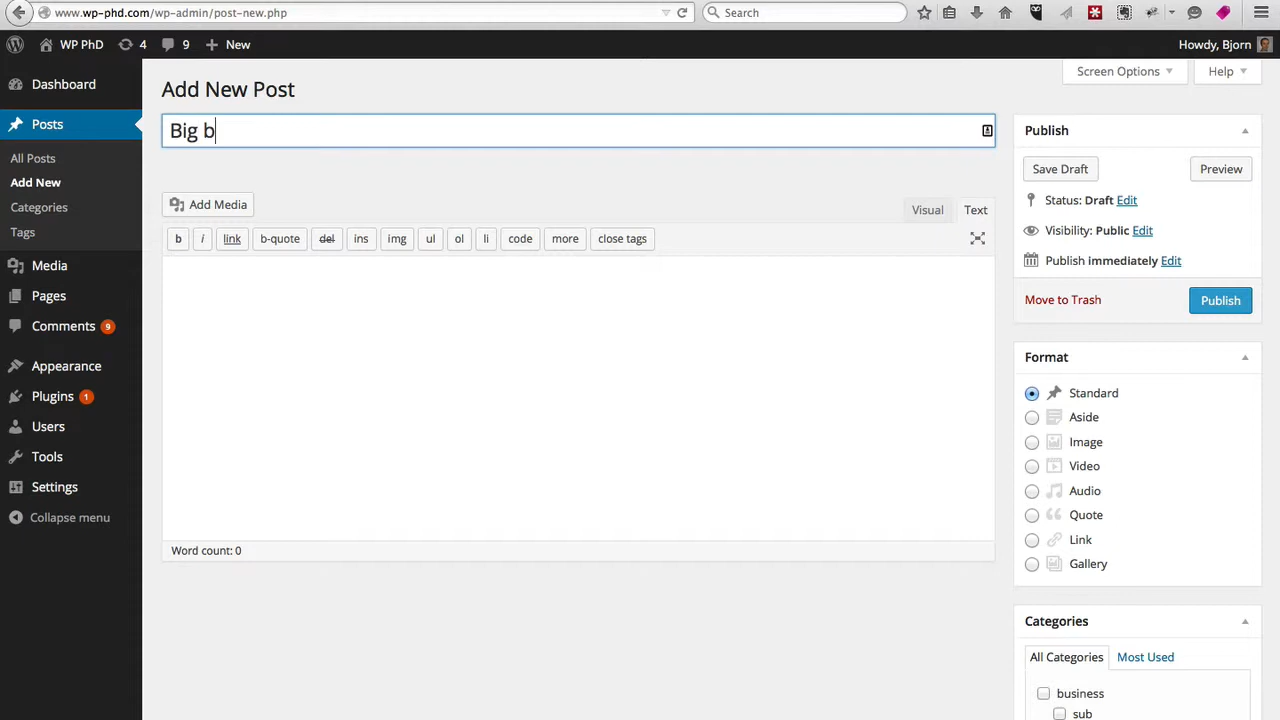 www.wp-phd.com/wp-admin/post-new.php
Search
WP PhD
4
9
New
Howdy, Bjorn
Dashboard
Posts
All Posts
Add New
Categories
Tags
Media
Pages
Comments 9
Appearance
Plugins 1
Users
Tools
Settings
Collapse menu
Screen Options
Help
Add New Post
Big b
Add Media
Visual
Text
b
i
link
b-quote
del
ins
img
ul
ol
li
code
more
close tags
Word count: 0
Publish
Save Draft
Preview
Status: Draft Edit
Visibility: Public Edit
Publish immediately Edit
Move to Trash
Publish
Format
Standard
Aside
Image
Video
Audio
Quote
Link
Gallery
Categories
All Categories
Most Used
business
sub